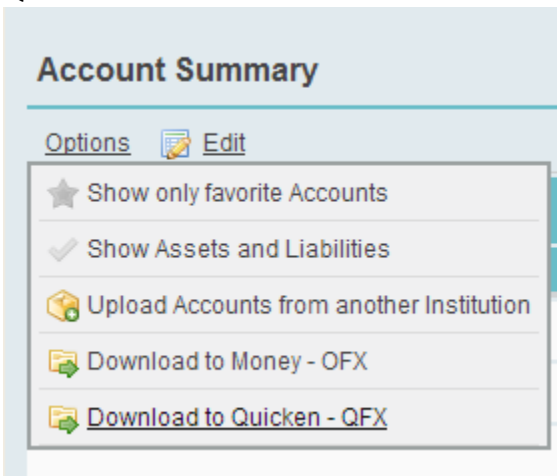 Account Summary
Options Edit
Show only favorite Accounts
Show Assets and Liabilities
Upload Accounts from another Institution
Download to Money - OFX
Download to Quicken - QFX